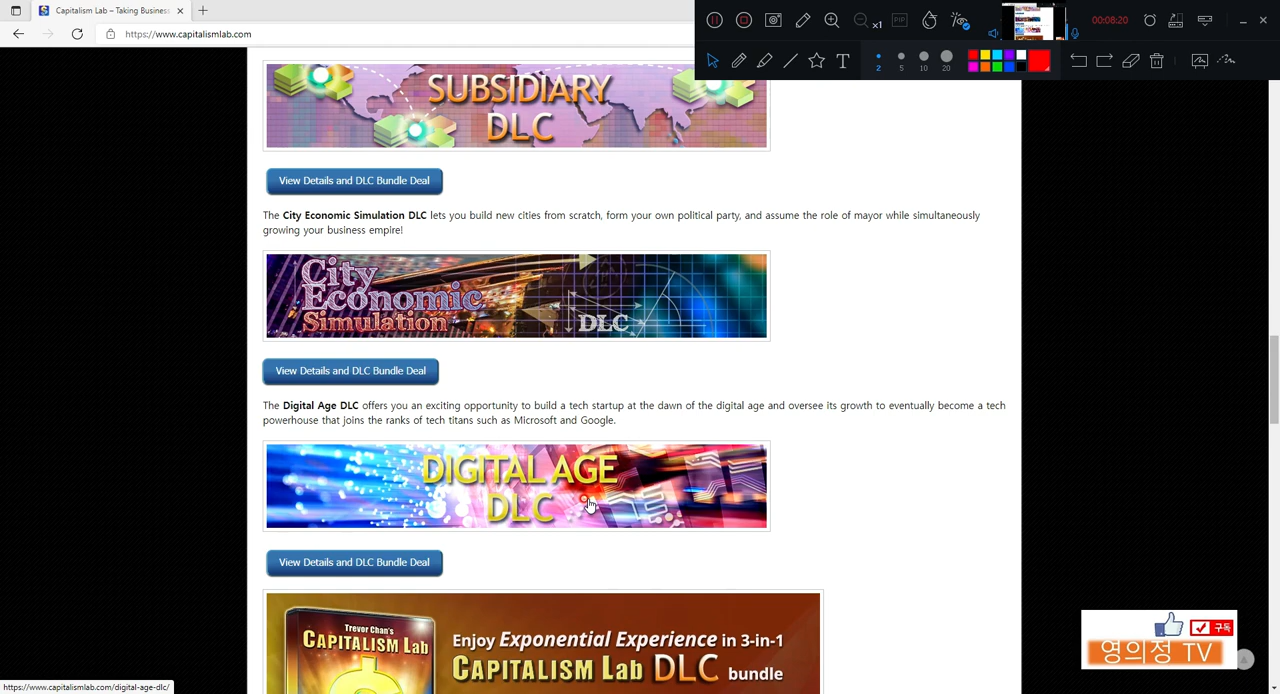 Capitalism Lab – Taking Business
https://www.capitalismlab.com
x1
PIP
00:08:20
T
2
5
10
20
SUBSIDIARY
DLC
View Details and DLC Bundle Deal
The City Economic Simulation DLC lets you build new cities from scratch, form your own political party, and assume the role of mayor while simultaneously
growing your business empire!
City
Economic
Simulation
DLC
View Details and DLC Bundle Deal
The Digital Age DLC offers you an exciting opportunity to build a tech startup at the dawn of the digital age and oversee its growth to eventually become a tech
powerhouse that joins the ranks of tech titans such as Microsoft and Google.
DIGITAL AGE
DLC
View Details and DLC Bundle Deal
Trevor Chan's
CAPITALISM LAB
Enjoy Exponential Experience in 3-in-1
CAPITALISM LAB DLC bundle
구독
영의정 TV
https://www.capitalismlab.com/digital-age-dlc/